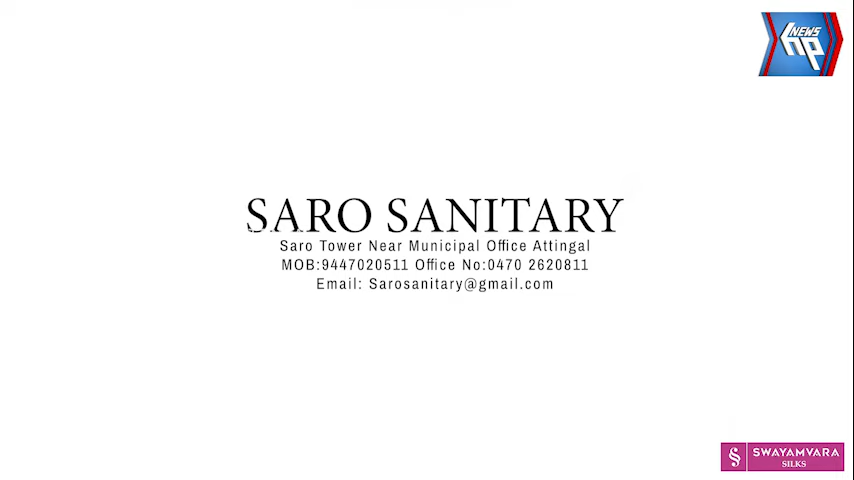 NEWS
np
SARO SANITARY
Saro Tower Near Municipal Office Attingal
MOB:9447020511 Office No:0470 2620811
Email: Sarosanitary@gmail.com
SWAYAMVARA
SILKS